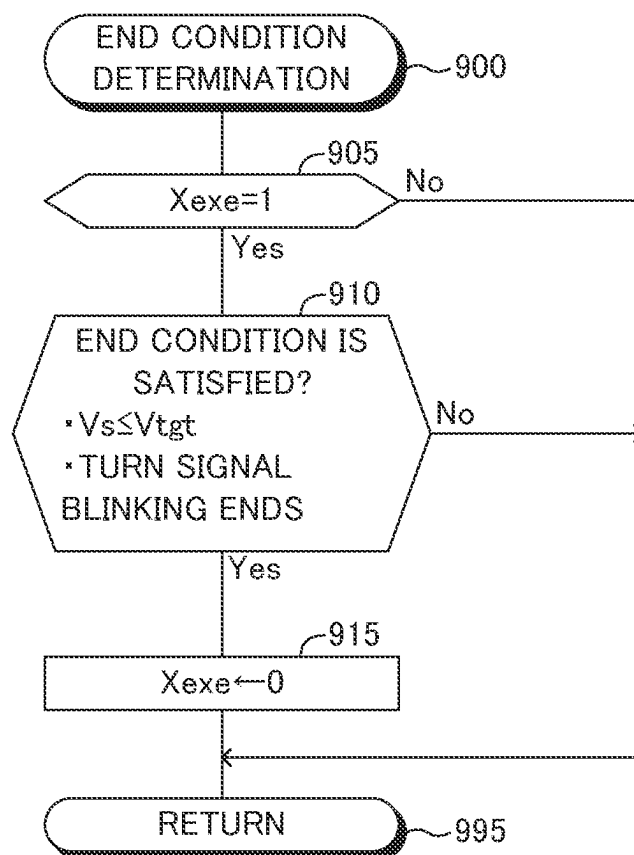 END CONDITION
DETERMINATION
900
905
Xexe=1
No
Yes
910
END CONDITION IS
SATISFIED?
・Vs≤Vtgt
・TURN SIGNAL
BLINKING ENDS
No
Yes
915
Xexe←0
RETURN
995